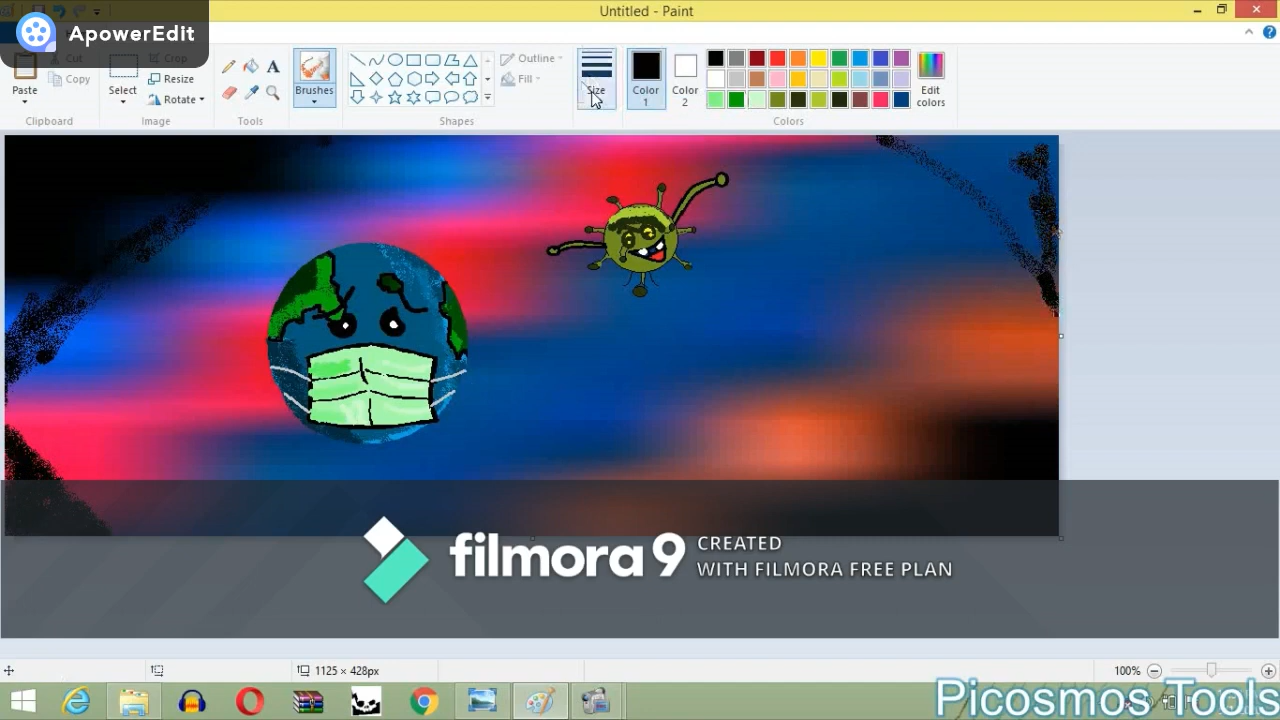 Untitled - Paint
ApowerEdit
Cut
Copy
Paste
Clipboard
Crop
Resize
Rotate
Select
Image
Tools
Brushes
Outline
Fill
Shapes
Size
Color
1
Color
2
Edit
colors
Colors
filmora9
CREATED
WITH FILMORA FREE PLAN
1125 × 428px
100%
Picosmos Tools